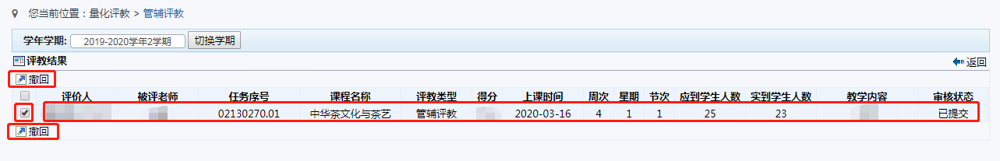 您当前位置：量化评教 > 管辅评教
学年学期: 2019-2020学年2学期 切换学期
评教结果 返回
撤回
评价人 被评老师 任务序号 课程名称 评教类型 得分 上课时间 周次 星期 节次 应到学生人数 实到学生人数 教学内容 审核状态
02130270.01 中华茶文化与茶艺 管辅评教 2020-03-16 4 1 1 25 23 已提交
撤回